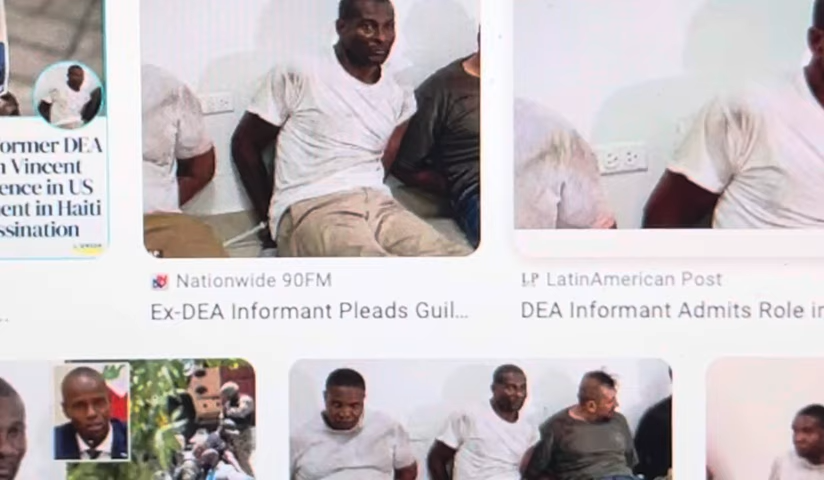 ormer DEA
Vincent
ence in US
ent in Haiti
ssination
Nationwide 90FM
LP LatinAmerican Post
Ex-DEA Informant Pleads Guil...
DEA Informant Admits Role in